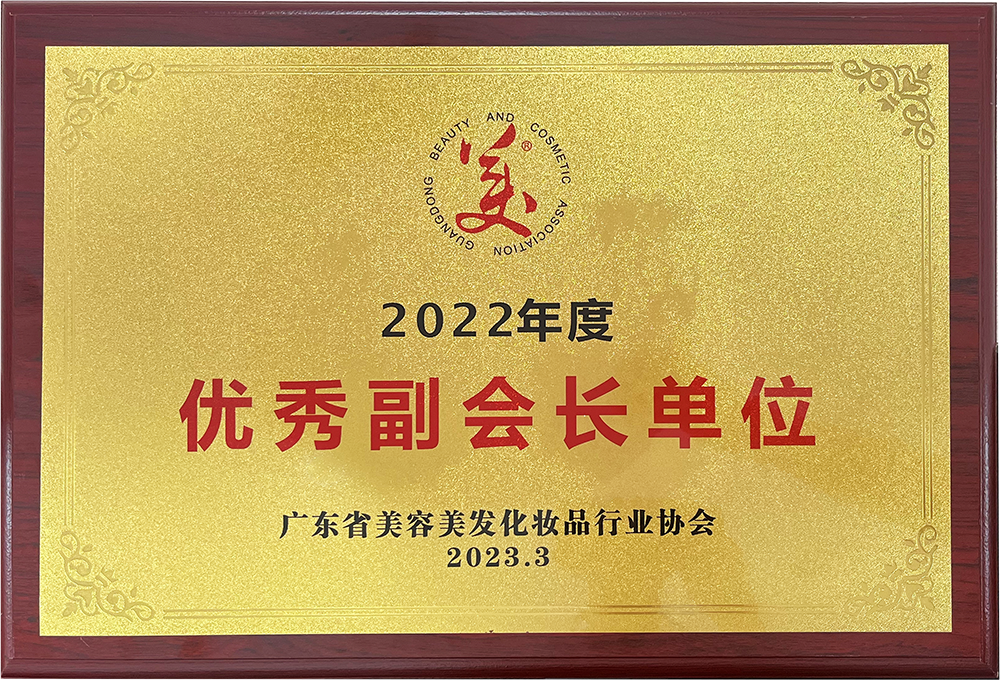 GUANGDONG BEAUTY AND COSMETIC ASSOCIATION
美®
2022年度
优秀副会长单位
广东省美容美发化妆品行业协会
2023.3